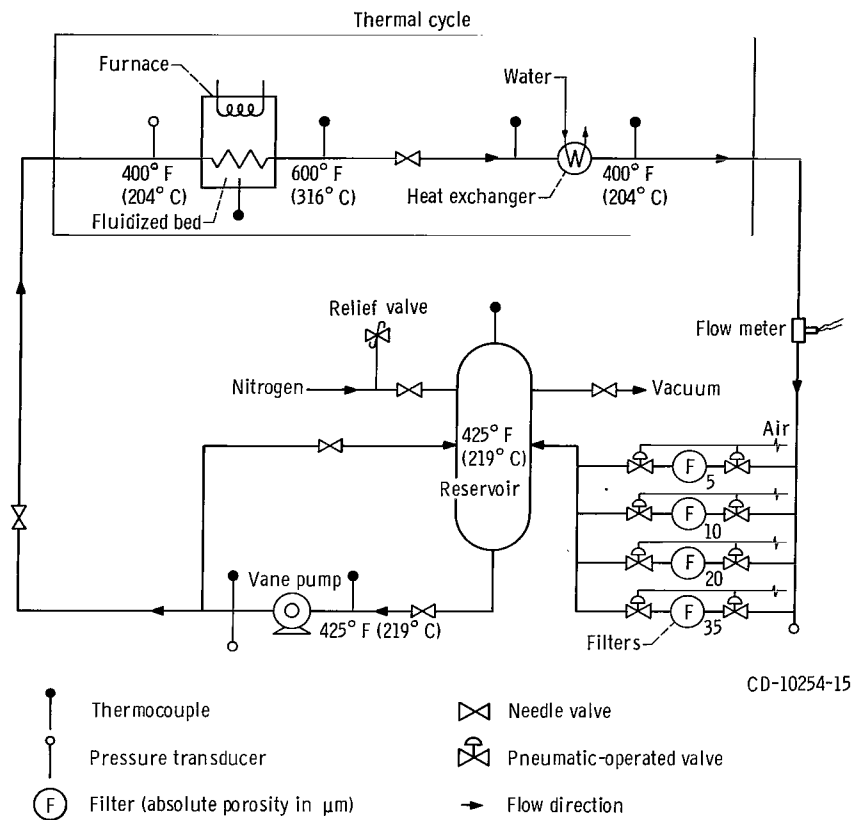 Thermal cycle
Furnace
Water
400° F
(204° C)
600° F
(316° C)
W
400° F
(204° C)
Heat exchanger
Fluidized bed
Relief valve
Flow meter
Nitrogen
Vacuum
425° F
(219° C)
Reservoir
Air
F
5
F
10
F
20
F
35
Vane pump
425° F (219° C)
Filters
CD-10254-15
Thermocouple
Needle valve
Pressure transducer
Pneumatic-operated valve
F
Filter (absolute porosity in μm)
Flow direction